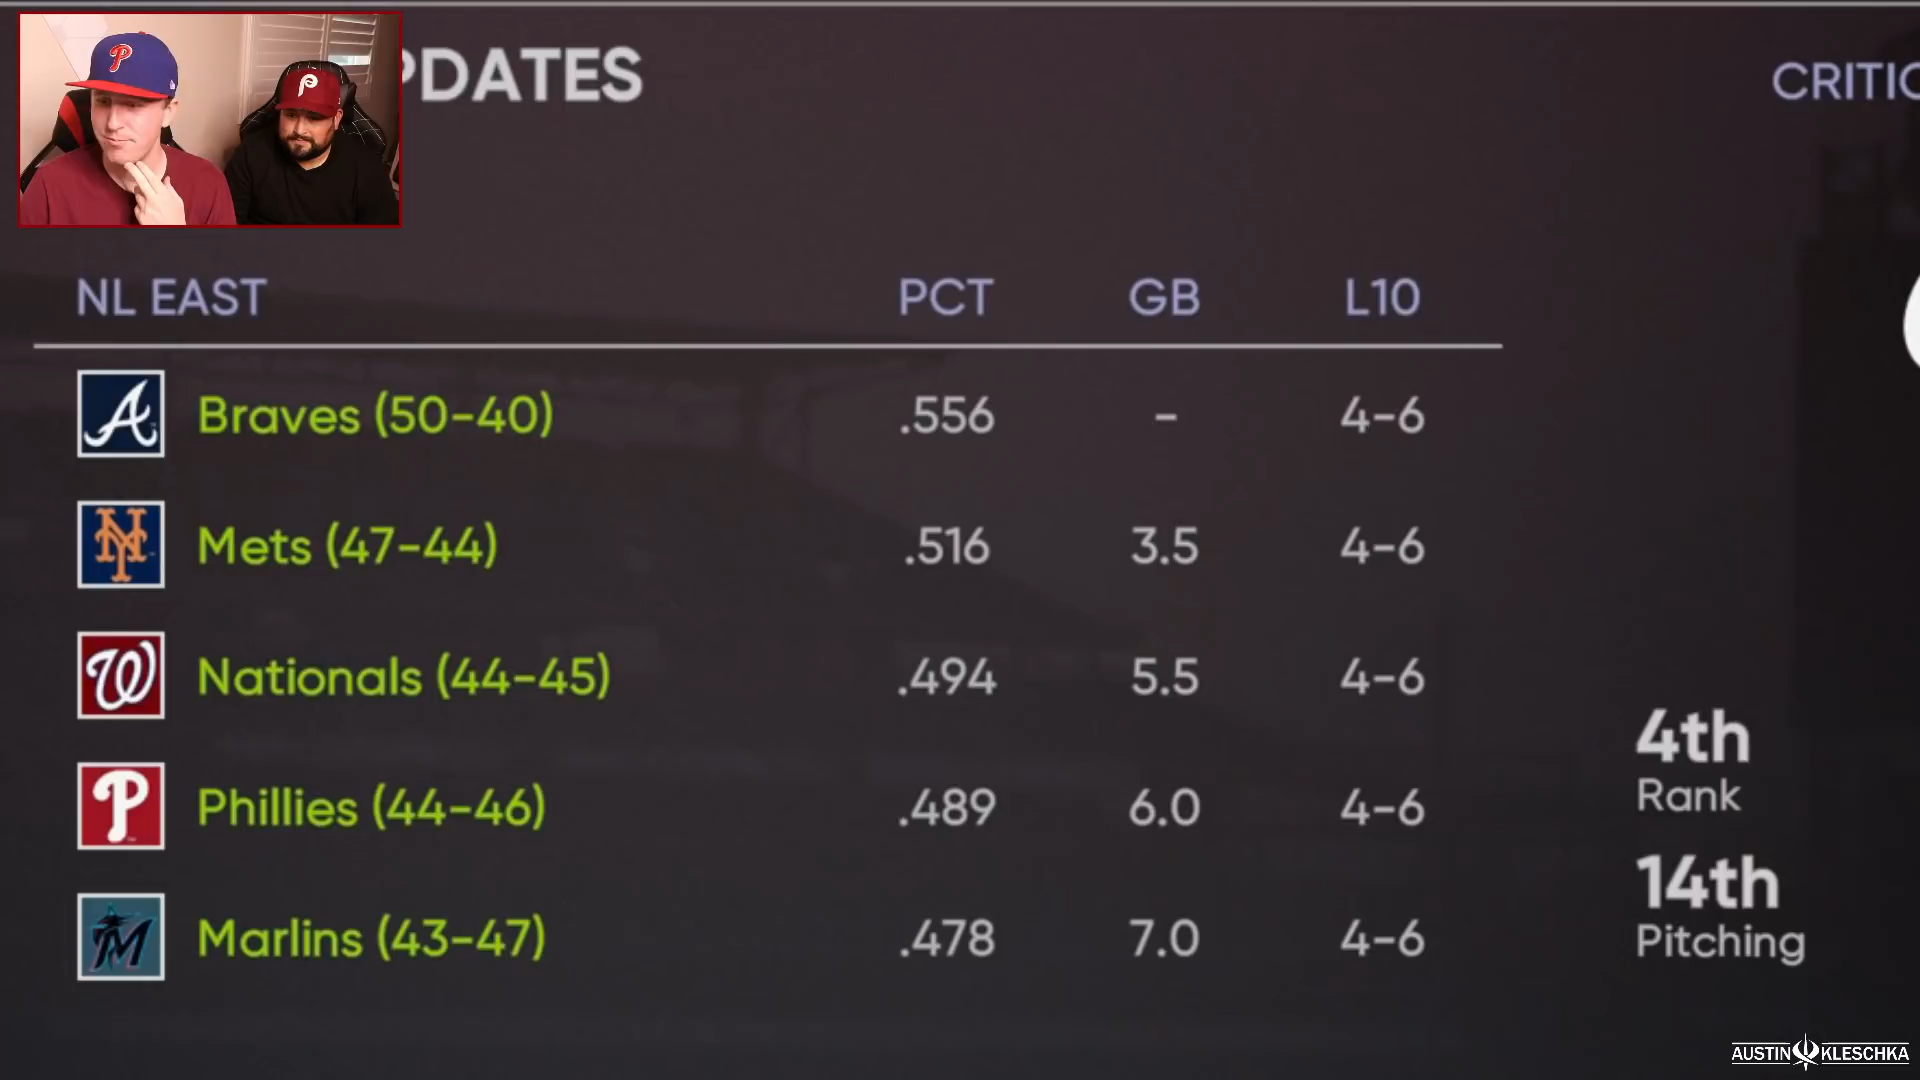 PDATES
CRITIC
NL EAST PCT GB L10
Braves (50-40) .556 - 4-6
Mets (47-44) .516 3.5 4-6
Nationals (44-45) .494 5.5 4-6
Phillies (44-46) .489 6.0 4-6
Marlins (43-47) .478 7.0 4-6
4th
Rank
14th
Pitching
AUSTIN KLESCHKA